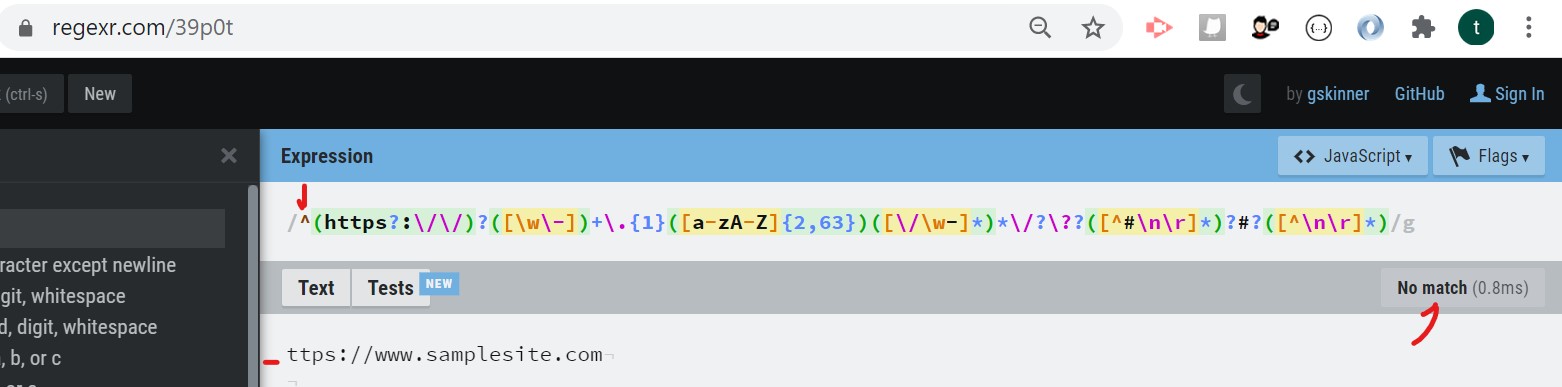 regexr.com/39p0t
t
(ctrl-s)
New
by gskinner GitHub Sign In
Expression
JavaScript
Flags
/^(https?:\/\/)?([\w\-])+\.{1}([a-zA-Z]{2,63})([\/\w-]*)*\/?\??([^#\n\r]*)?#?([^\n\r]*)/g
Text
Tests
NEW
No match (0.8ms)
racter except newline
git, whitespace
d, digit, whitespace
, b, or c
ttps://www.samplesite.com